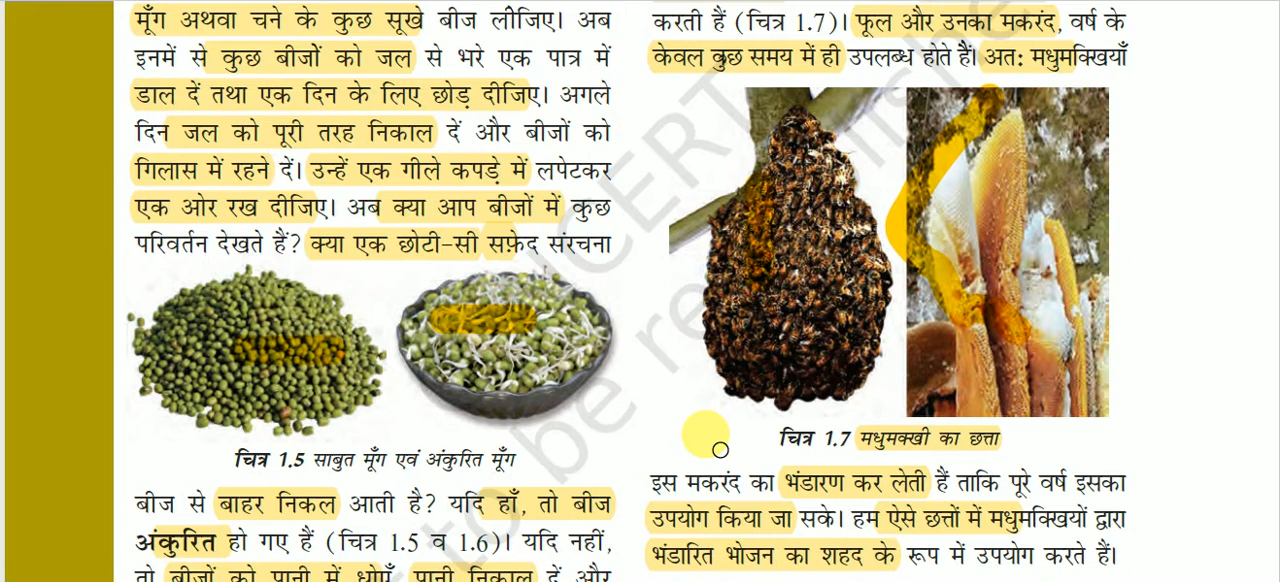 मूँग अथवा चने के कुछ सूखे बीज लीजिए। अब
इनमें से कुछ बीजों को जल से भरे एक पात्र में
डाल दें तथा एक दिन के लिए छोड़ दीजिए। अगले
दिन जल को पूरी तरह निकाल दें और बीजों को
गिलास में रहने दें। उन्हें एक गीले कपड़े में लपेटकर
एक ओर रख दीजिए। अब क्या आप बीजों में कुछ
परिवर्तन देखते हैं? क्या एक छोटी-सी सफ़ेद संरचना
चित्र 1.5 साबुत मूँग एवं अंकुरित मूँग
बीज से बाहर निकल आती है? यदि हाँ, तो बीज
अंकुरित हो गए हैं (चित्र 1.5 व 1.6)। यदि नहीं,
तो बीजों को पानी में धोएँ, पानी निकाल दें और
करती हैं (चित्र 1.7)। फूल और उनका मकरंद, वर्ष के
केवल कुछ समय में ही उपलब्ध होते हैं। अत: मधुमक्खियाँ
चित्र 1.7 मधुमक्खी का छत्ता
इस मकरंद का भंडारण कर लेती हैं ताकि पूरे वर्ष इसका
उपयोग किया जा सके। हम ऐसे छत्तों में मधुमक्खियों द्वारा
भंडारित भोजन का शहद के रूप में उपयोग करते हैं।